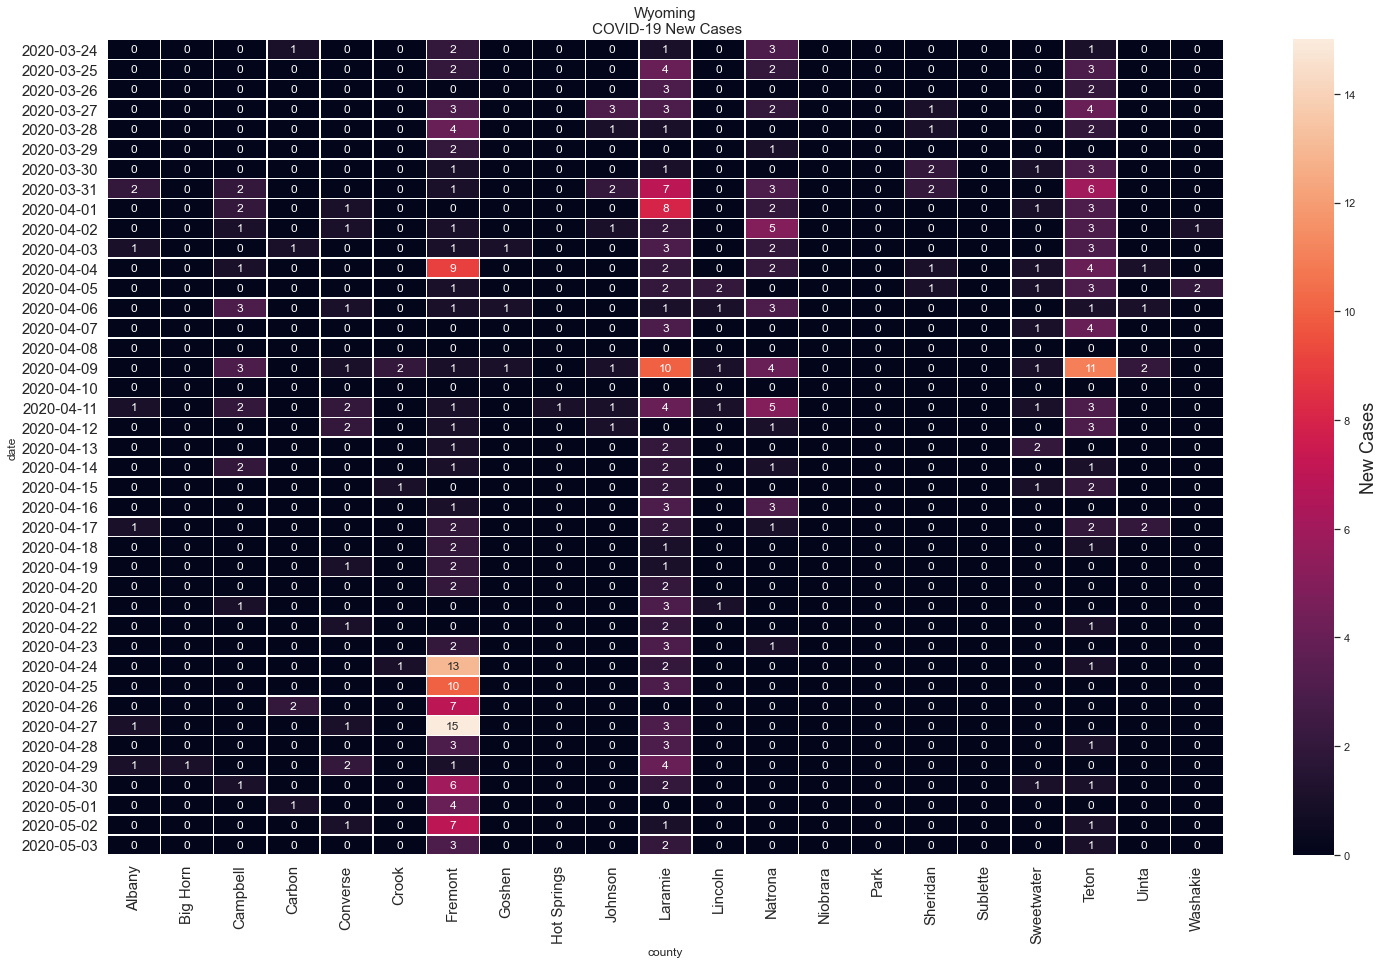 Wyoming
COVID-19 New Cases
2020-03-24 0 0 0 1 0 0 2 0 0 0 1 0 3 0 0 0 0 0 1 0 0
2020-03-25 0 0 0 0 0 0 2 0 0 0 4 0 2 0 0 0 0 0 3 0 0
2020-03-26 0 0 0 0 0 0 0 0 0 0 3 0 0 0 0 0 0 0 2 0 0
2020-03-27 0 0 0 0 0 0 3 0 0 3 3 0 2 0 0 1 0 0 4 0 0
2020-03-28 0 0 0 0 0 0 4 0 0 1 1 0 0 0 0 1 0 0 2 0 0
2020-03-29 0 0 0 0 0 0 2 0 0 0 0 0 1 0 0 0 0 0 0 0 0
2020-03-30 0 0 0 0 0 0 1 0 0 0 1 0 0 0 0 2 0 1 3 0 0
2020-03-31 2 0 2 0 0 0 1 0 0 2 7 0 3 0 0 2 0 0 6 0 0
2020-04-01 0 0 2 0 1 0 0 0 0 0 8 0 2 0 0 0 0 1 3 0 0
2020-04-02 0 0 1 0 1 0 1 0 0 1 2 0 5 0 0 0 0 0 3 0 1
2020-04-03 1 0 0 1 0 0 1 1 0 0 3 0 2 0 0 0 0 0 3 0 0
2020-04-04 0 0 1 0 0 0 9 0 0 0 2 0 2 0 0 1 0 1 4 1 0
2020-04-05 0 0 0 0 0 0 1 0 0 0 2 2 0 0 0 1 0 1 3 0 2
2020-04-06 0 0 3 0 1 0 1 1 0 0 1 1 3 0 0 0 0 0 1 1 0
2020-04-07 0 0 0 0 0 0 0 0 0 0 3 0 0 0 0 0 0 1 4 0 0
2020-04-08 0 0 0 0 0 0 0 0 0 0 0 0 0 0 0 0 0 0 0 0 0
2020-04-09 0 0 3 0 1 2 1 1 0 1 10 1 4 0 0 0 0 1 11 2 0
2020-04-10 0 0 0 0 0 0 0 0 0 0 0 0 0 0 0 0 0 0 0 0 0
2020-04-11 1 0 2 0 2 0 1 0 1 1 4 1 5 0 0 0 0 1 3 0 0
2020-04-12 0 0 0 0 2 0 1 0 0 1 0 0 1 0 0 0 0 0 3 0 0
2020-04-13 0 0 0 0 0 0 1 0 0 0 2 0 0 0 0 0 0 2 0 0 0
2020-04-14 0 0 2 0 0 0 1 0 0 0 2 0 1 0 0 0 0 0 1 0 0
2020-04-15 0 0 0 0 0 1 0 0 0 0 2 0 0 0 0 0 0 1 2 0 0
2020-04-16 0 0 0 0 0 0 1 0 0 0 3 0 3 0 0 0 0 0 0 0 0
2020-04-17 1 0 0 0 0 0 2 0 0 0 2 0 1 0 0 0 0 0 2 2 0
2020-04-18 0 0 0 0 0 0 2 0 0 0 1 0 0 0 0 0 0 0 1 0 0
2020-04-19 0 0 0 0 1 0 2 0 0 0 1 0 0 0 0 0 0 0 0 0 0
2020-04-20 0 0 0 0 0 0 2 0 0 0 2 0 0 0 0 0 0 0 0 0 0
2020-04-21 0 0 1 0 0 0 0 0 0 0 3 1 0 0 0 0 0 0 0 0 0
2020-04-22 0 0 0 0 1 0 0 0 0 0 2 0 0 0 0 0 0 0 1 0 0
2020-04-23 0 0 0 0 0 0 2 0 0 0 3 0 1 0 0 0 0 0 0 0 0
2020-04-24 0 0 0 0 0 1 13 0 0 0 2 0 0 0 0 0 0 0 1 0 0
2020-04-25 0 0 0 0 0 0 10 0 0 0 3 0 0 0 0 0 0 0 0 0 0
2020-04-26 0 0 0 2 0 0 7 0 0 0 0 0 0 0 0 0 0 0 0 0 0
2020-04-27 1 0 0 0 1 0 15 0 0 0 3 0 0 0 0 0 0 0 0 0 0
2020-04-28 0 0 0 0 0 0 3 0 0 0 3 0 0 0 0 0 0 0 1 0 0
2020-04-29 1 1 0 0 2 0 1 0 0 0 4 0 0 0 0 0 0 0 0 0 0
2020-04-30 0 0 1 0 0 0 6 0 0 0 2 0 0 0 0 0 0 1 1 0 0
2020-05-01 0 0 0 1 0 0 4 0 0 0 0 0 0 0 0 0 0 0 0 0 0
2020-05-02 0 0 0 0 1 0 7 0 0 0 1 0 0 0 0 0 0 0 1 0 0
2020-05-03 0 0 0 0 0 0 3 0 0 0 2 0 0 0 0 0 0 0 1 0 0
date
Albany Big Horn Campbell Carbon Converse Crook Fremont Goshen Hot Springs Johnson Laramie Lincoln Natrona Niobrara Park Sheridan Sublette Sweetwater Teton Uinta Washakie
county
14
12
10
8
6
4
2
0
New Cases